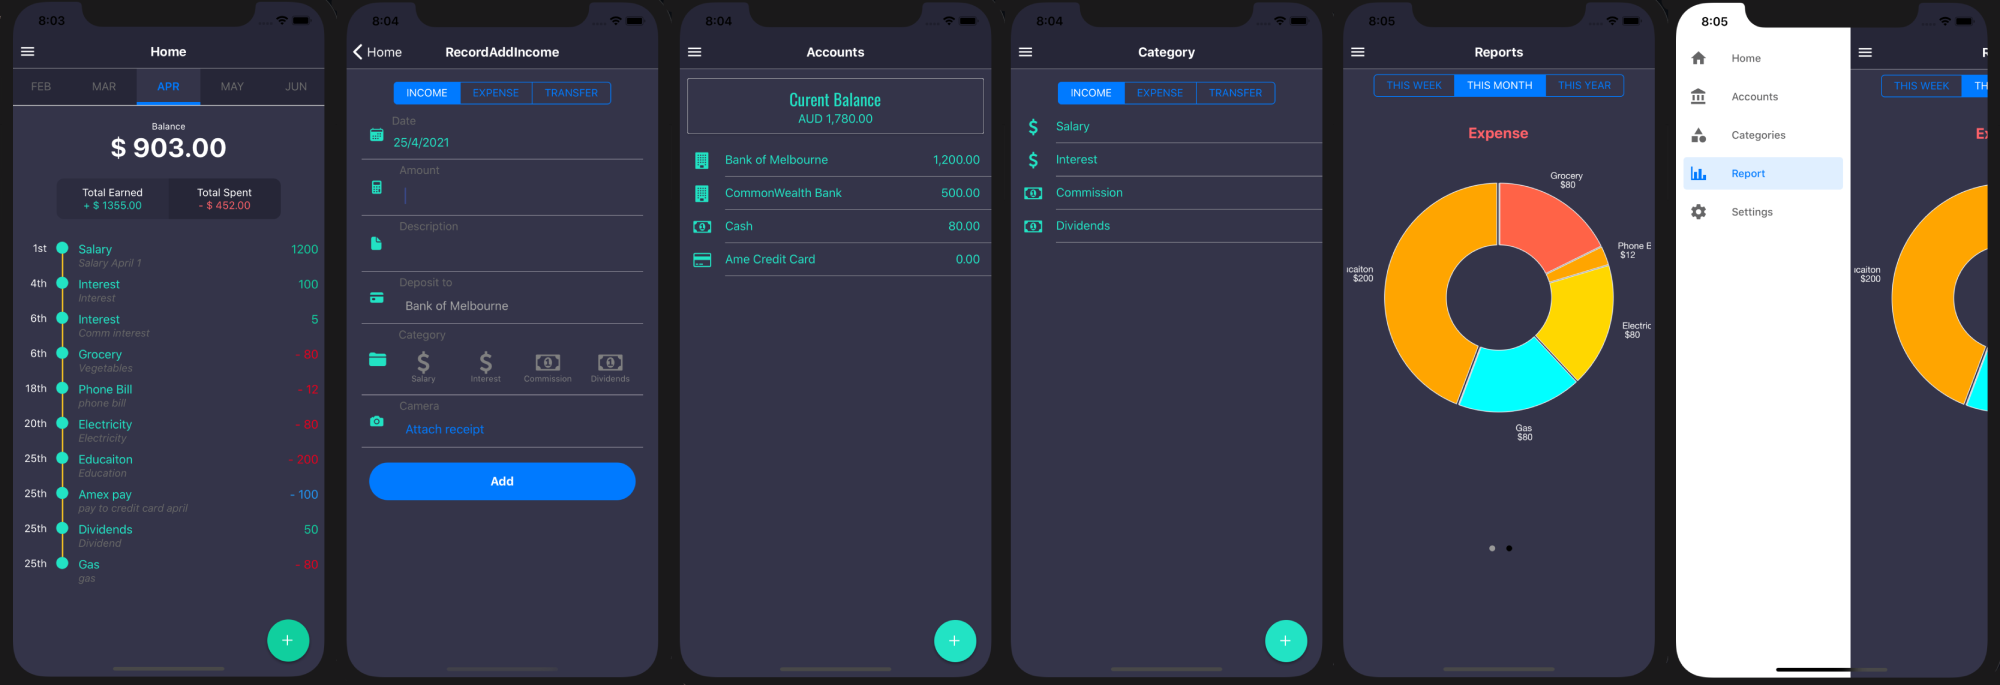 8:03
Home
FEB MAR APR MAY JUN
Balance
$ 903.00
Total Earned Total Spent
+ $ 1355.00 - $ 452.00
1st Salary 1200
Salary April 1
4th Interest 100
Interest
6th Interest 5
Comm interest
6th Grocery - 80
Vegetables
18th Phone Bill - 12
phone bill
20th Electricity - 80
Electricity
25th Educaiton - 200
Education
25th Amex pay - 100
pay to credit card april
25th Dividends 50
Dividend
25th Gas - 80
gas
+
8:04
Home RecordAddIncome
INCOME EXPENSE TRANSFER
Date
25/4/2021
Amount
Description
Deposit to
Bank of Melbourne
Category
Salary Interest Commission Dividends
Camera
Attach receipt
Add
8:04
Accounts
Curent Balance
AUD 1,780.00
Bank of Melbourne 1,200.00
CommonWealth Bank 500.00
Cash 80.00
Ame Credit Card 0.00
+
8:04
Category
INCOME EXPENSE TRANSFER
Salary
Interest
Commission
Dividends
+
8:05
Reports
THIS WEEK THIS MONTH THIS YEAR
Expense
Grocery
$80
Phone E
$12
ucaiton
$200
Electric
$80
Gas
$80
8:05
Home
Accounts
Categories
Report
Settings
R
THIS WEEK TH
Ex
ucaiton
$200